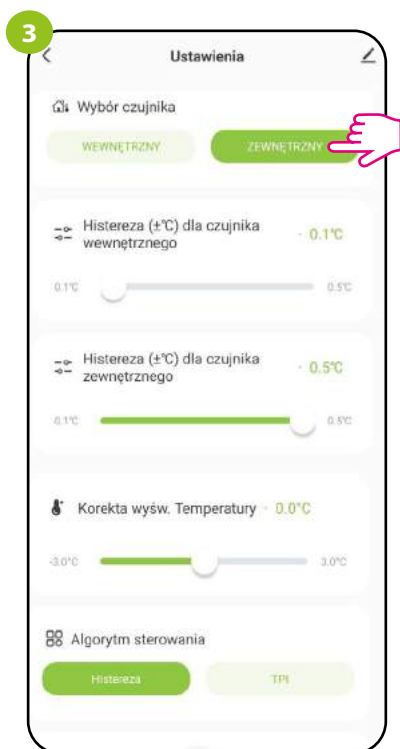 3
Ustawienia
Wybór czujnika
WEWNĘTRZNY ZEWNĘTRZNY
Histereza (±°C) dla czujnika
wewnętrznego
· 0.1°C
0.1°C 0.5°C
Histereza (±°C) dla czujnika
zewnętrznego
· 0.5°C
0.1°C 0.5°C
Korekta wyśw. Temperatury · 0.0°C
-3.0°C 3.0°C
Algorytm sterowania
Histereza TPI